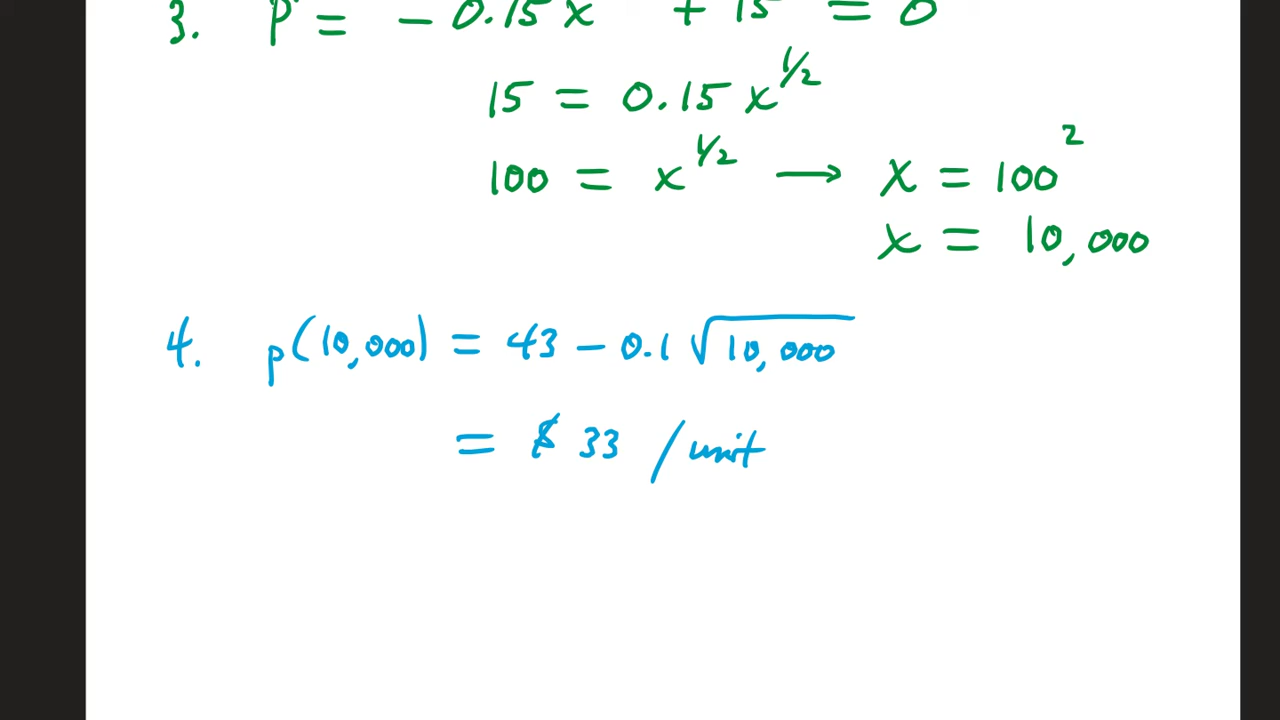 3. P' = - 0.15x + 15 = 0
15 = 0.15 x^1/2
100 = x^1/2 → x = 100^2
x = 10,000
4. p(10,000) = 43 - 0.1 √10,000
= $ 33 / unit